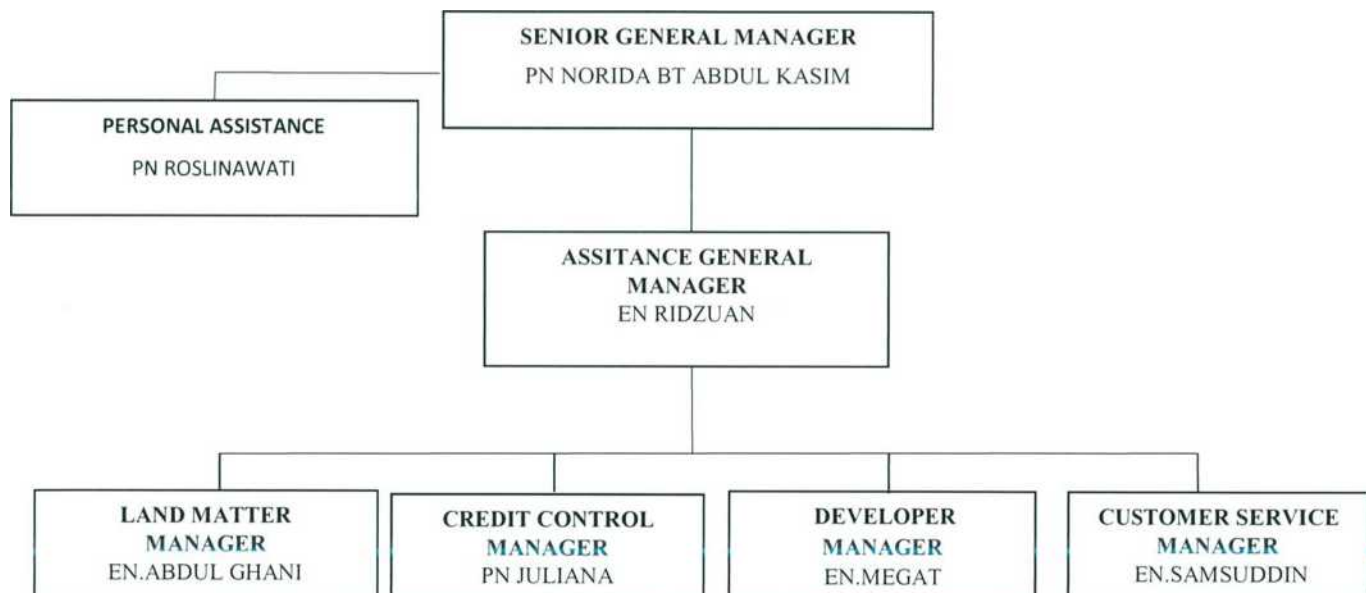 SENIOR GENERAL MANAGER
PN NORIDA BT ABDUL KASIM
PERSONAL ASSISTANCE
PN ROSLINAWATI
ASSITANCE GENERAL
MANAGER
EN RIDZUAN
LAND MATTER
MANAGER
EN.ABDUL GHANI
CREDIT CONTROL
MANAGER
PN JULIANA
DEVELOPER
MANAGER
EN.MEGAT
CUSTOMER SERVICE
MANAGER
EN.SAMSUDDIN